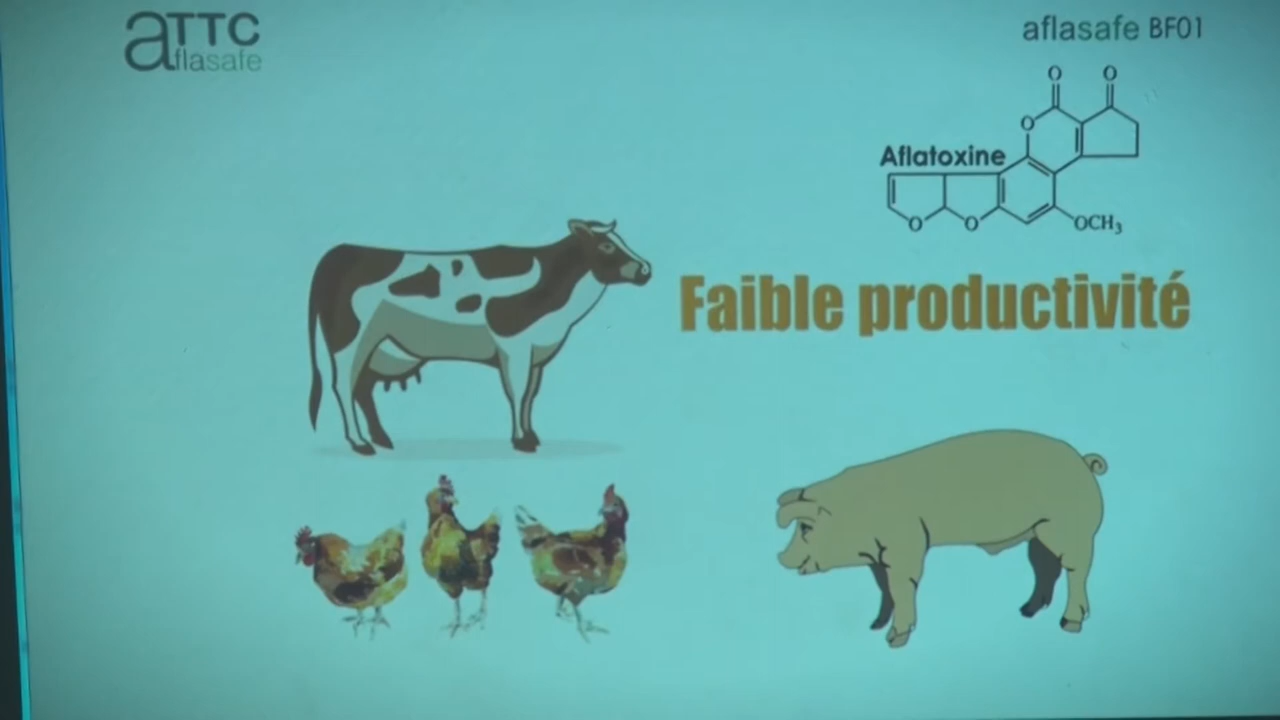 aTTC
aflasafe
aflasafe BF01
O
O
O
Aflatoxine
O
O
OCH₃
Faible productivité